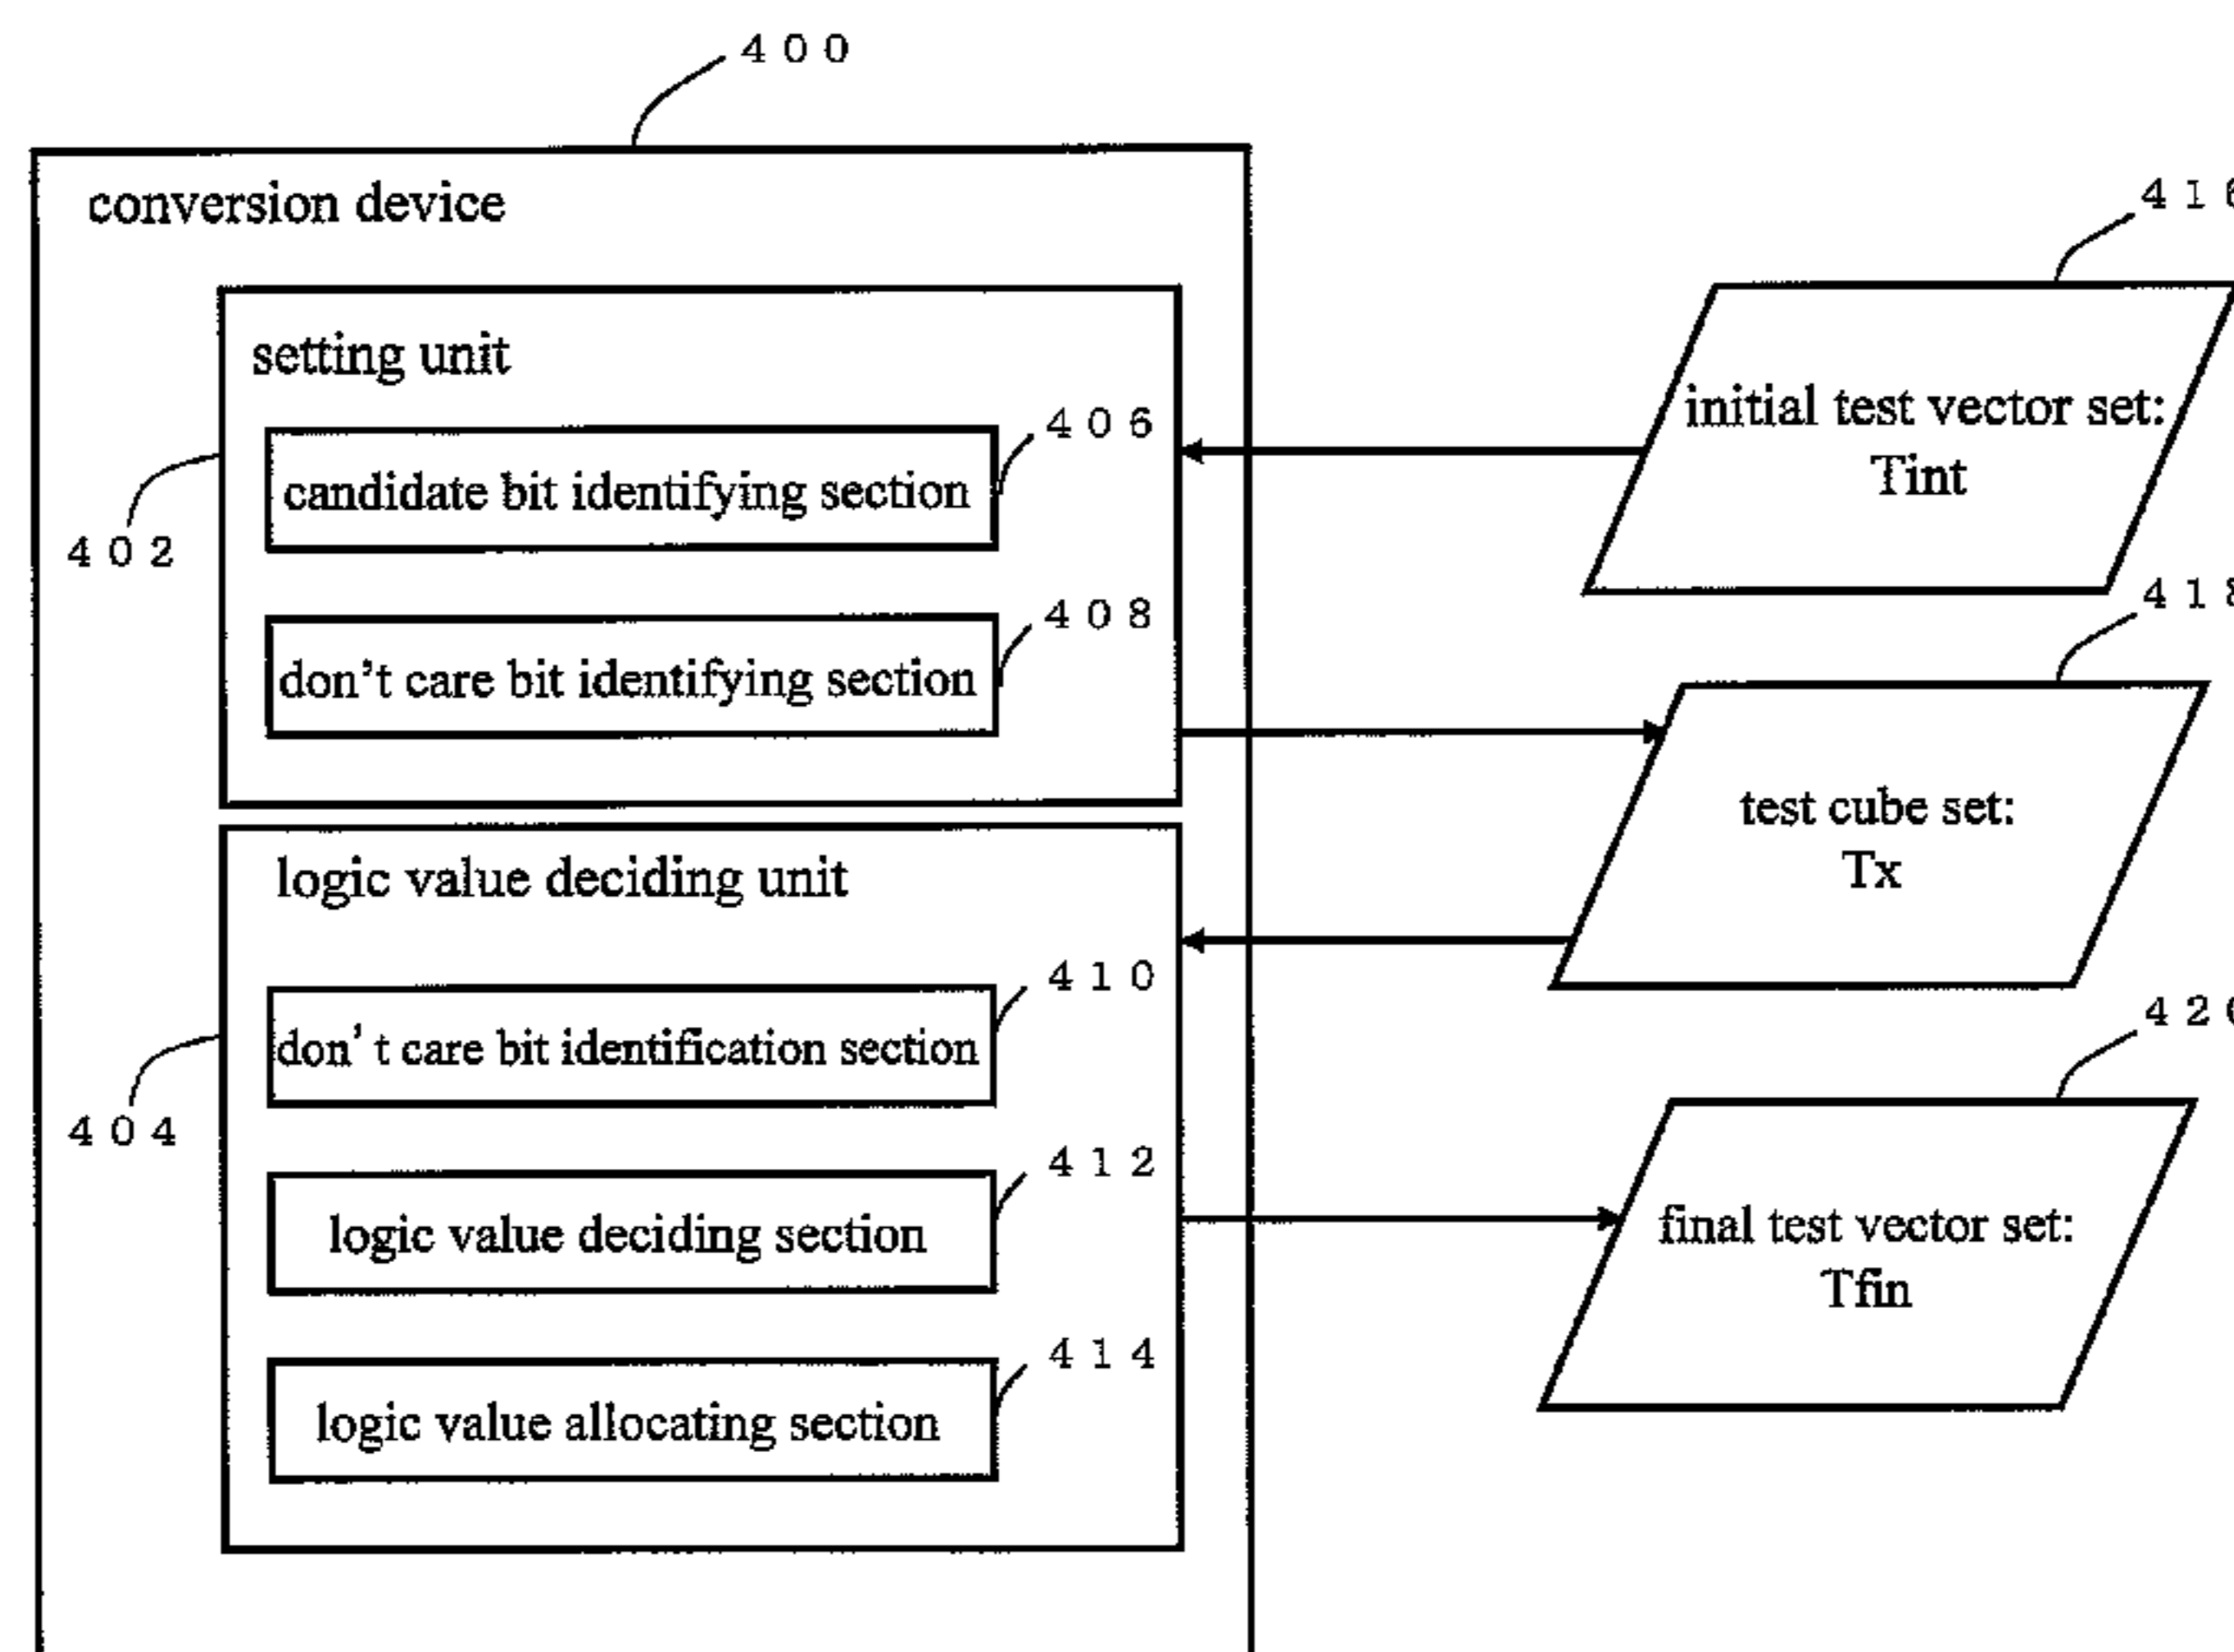 400
conversion device
416
setting unit
406
initial test vector set:
Tint
candidate bit identifying section
402
418
408
don't care bit identifying section
test cube set:
Tx
logic value deciding unit
410
420
don't care bit identification section
404
412
final test vector set:
Tfin
logic value deciding section
414
logic value allocating section